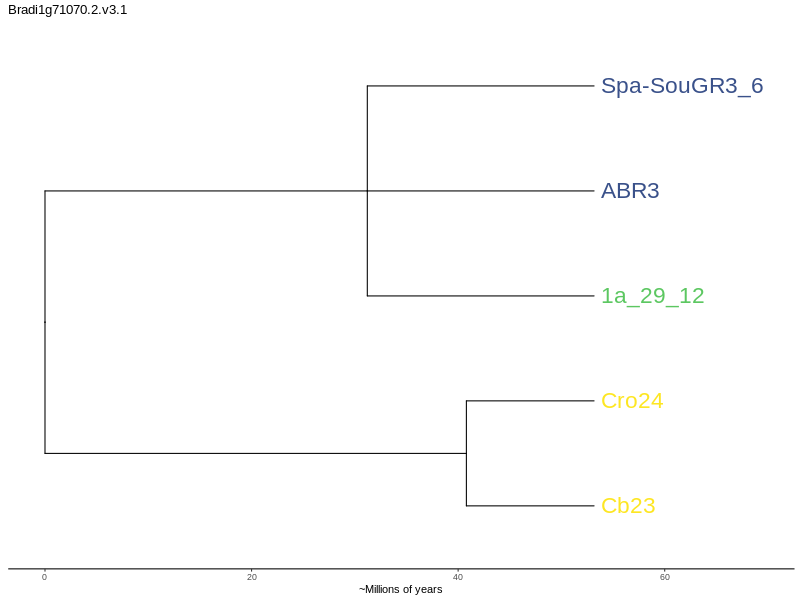 Bradi1g71070.2.v3.1
Spa-SouGR3_6
ABR3
1a_29_12
Cro24
Cb23
0 20 40 60
~Millions of years